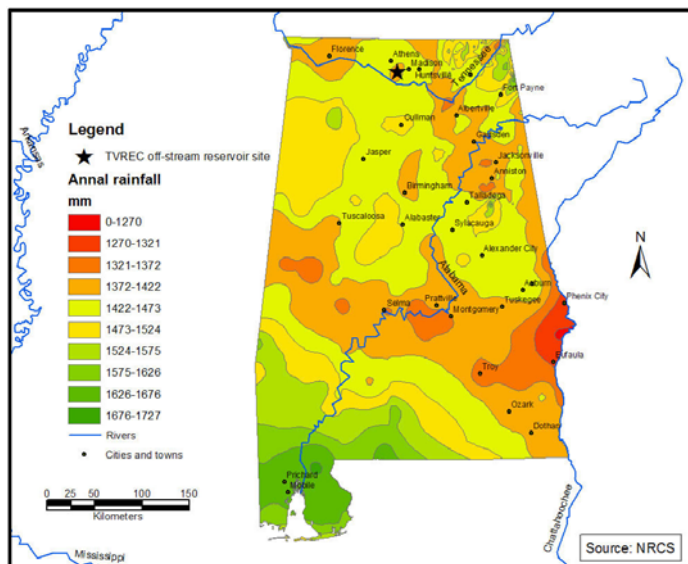 Florence
Athens
Madison
Huntsville
Tennessee
Fort Payne
Cullman
Albertville
Gadsden
Jasper
Jacksonville
Anniston
Birmingham
Talladega
Tuscaloosa
Alabaster
Sylacauga
Alexander City
Alabama
Auburn
Phenix City
Selma
Prattville
Tuskegee
Montgomery
Eufaula
Troy
Ozark
Dothan
Prichard
Mobile
Arkansas
Legend
TVREC off-stream reservoir site
Annal rainfall
mm
0-1270
1270-1321
1321-1372
1372-1422
1422-1473
1473-1524
1524-1575
1575-1626
1626-1676
1676-1727
Rivers
Cities and towns
0 25 50 100 150
Kilometers
N
Mississippi
Chattahoochee
Source: NRCS